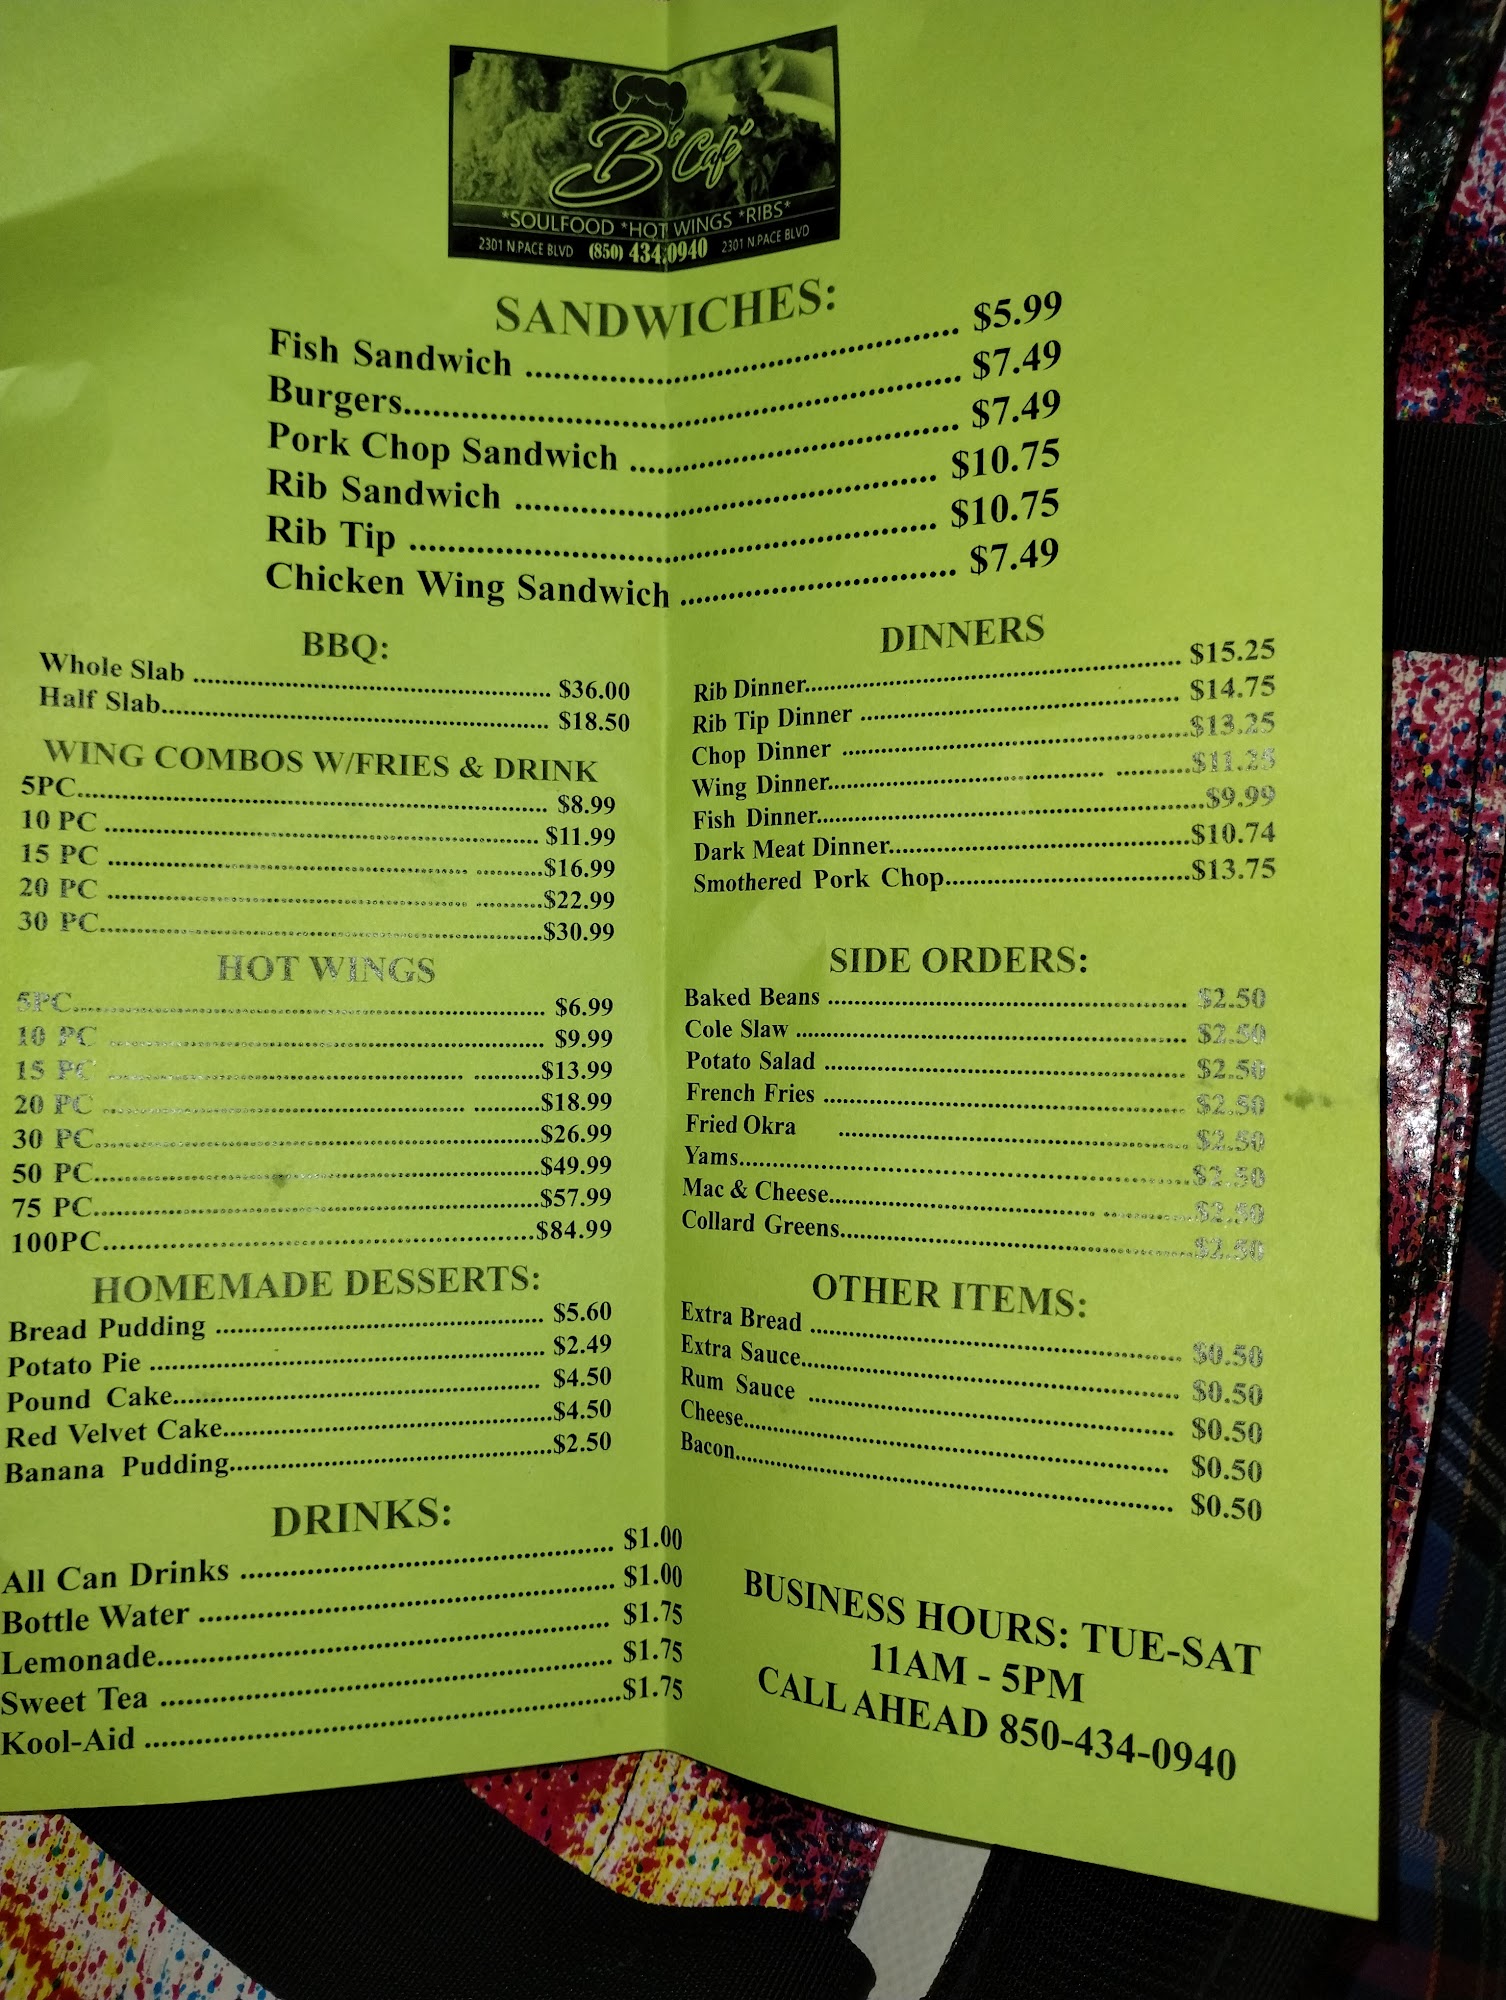 B's Café
*SOULFOOD *HOT WINGS *RIBS*
2301 N.PACE BLVD (850) 434.0940 2301 N.PACE BLVD
SANDWICHES:
Fish Sandwich ........ $5.99
Burgers........ $7.49
Pork Chop Sandwich ........ $7.49
Rib Sandwich ........ $10.75
Rib Tip ........ $10.75
Chicken Wing Sandwich ........ $7.49
BBQ:
Whole Slab ........ $36.00
Half Slab........ $18.50
WING COMBOS W/FRIES & DRINK
5PC........ $8.99
10 PC ........ $11.99
15 PC ........$16.99
20 PC ........$22.99
30 PC........$30.99
HOT WINGS
5PC........ $6.99
10 PC ........ $9.99
15 PC ........$13.99
20 PC ........$18.99
30 PC........$26.99
50 PC........$49.99
75 PC........$57.99
100PC........$84.99
HOMEMADE DESSERTS:
Bread Pudding ........ $5.60
Potato Pie ........ $2.49
Pound Cake........ $4.50
Red Velvet Cake........$4.50
Banana Pudding........$2.50
DRINKS:
All Can Drinks ........ $1.00
Bottle Water ........ $1.00
Lemonade........ $1.75
Sweet Tea ........ $1.75
Kool-Aid ........$1.75
DINNERS
Rib Dinner........ $15.25
Rib Tip Dinner ........ $14.75
Chop Dinner ........$13.25
Wing Dinner........$11.25
Fish Dinner........$9.99
Dark Meat Dinner........$10.74
Smothered Pork Chop........$13.75
SIDE ORDERS:
Baked Beans ........ $2.50
Cole Slaw ........ $2.50
Potato Salad ........ $2.50
French Fries ........ $2.50
Fried Okra ........ $2.50
Yams........$2.50
Mac & Cheese........$2.50
Collard Greens........$2.50
OTHER ITEMS:
Extra Bread ........ $0.50
Extra Sauce........ $0.50
Rum Sauce ........ $0.50
Cheese........ $0.50
Bacon........ $0.50
BUSINESS HOURS: TUE-SAT
11AM - 5PM
CALL AHEAD 850-434-0940